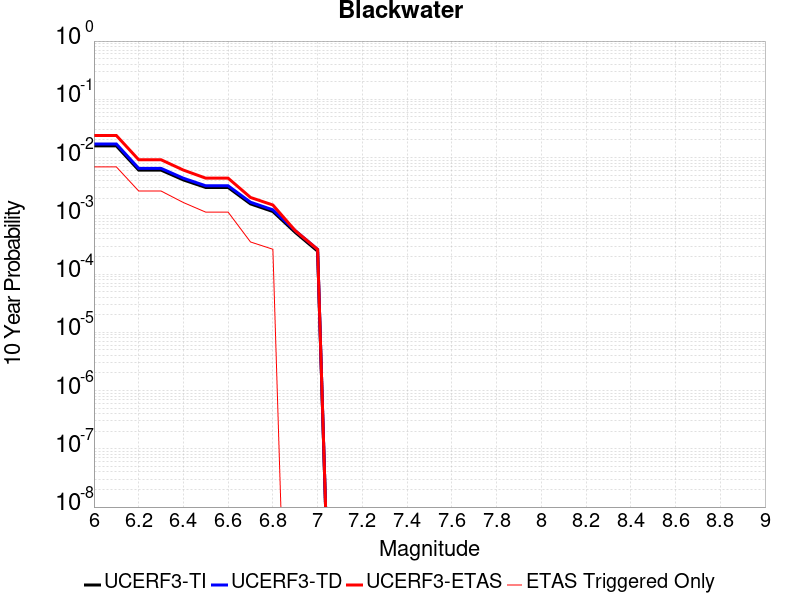 Blackwater
10 0
10 -1
10 -2
10 -3
10 -4
10 -5
10 -6
10 -7
10 -8
10 Year Probability
6 6.2 6.4 6.6 6.8 7 7.2 7.4 7.6 7.8 8 8.2 8.4 8.6 8.8 9
Magnitude
UCERF3-TI UCERF3-TD UCERF3-ETAS ETAS Triggered Only